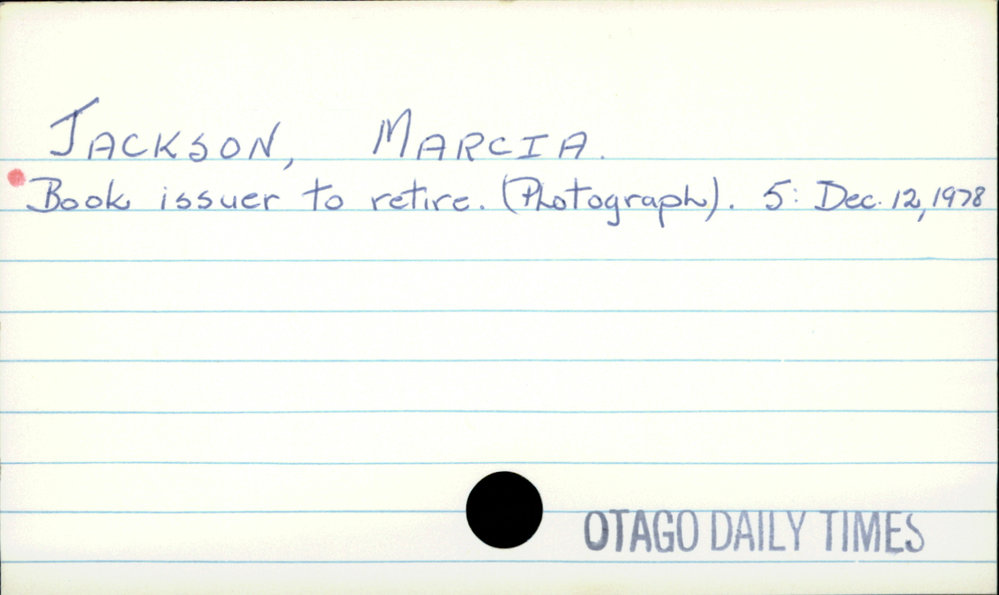 JACKSON, MARCIA.
Book issuer to retire. (Photograph). 5: Dec. 12, 1978
OTAGO DAILY TIMES